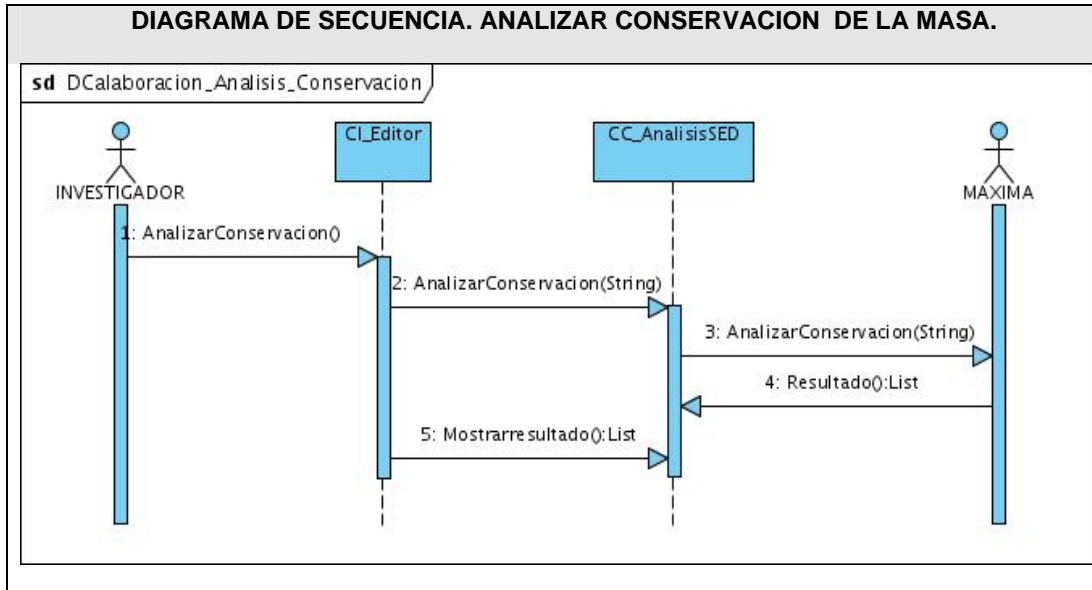 DIAGRAMA DE SECUENCIA. ANALIZAR CONSERVACION DE LA MASA.
sd DCalaboracion_Analisis_Conservacion
CI_Editor
CC_AnalisisSED
INVESTIGADOR
MAXIMA
1: AnalizarConservacion()
2: AnalizarConservacion(String)
3: AnalizarConservacion(String)
4: Resultado():List
5: Mostrarresultado():List